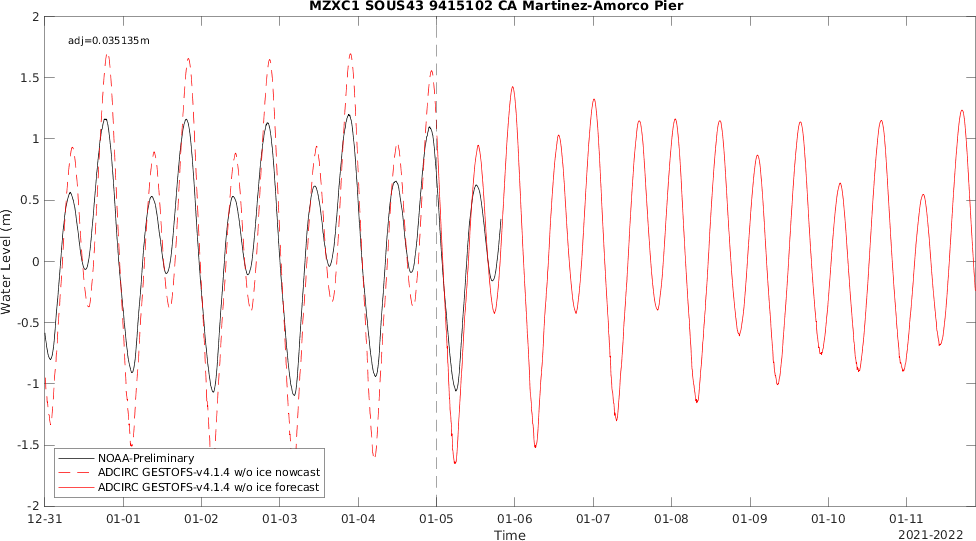 MZXC1 SOUS43 9415102 CA Martinez-Amorco Pier
adj=0.035135m
2
1.5
1
0.5
0
-0.5
-1
-1.5
-2
Water Level (m)
NOAA-Preliminary
ADCIRC GESTOFS-v4.1.4 w/o ice nowcast
ADCIRC GESTOFS-v4.1.4 w/o ice forecast
12-31 01-01 01-02 01-03 01-04 01-05 01-06 01-07 01-08 01-09 01-10 01-11
Time
2021-2022